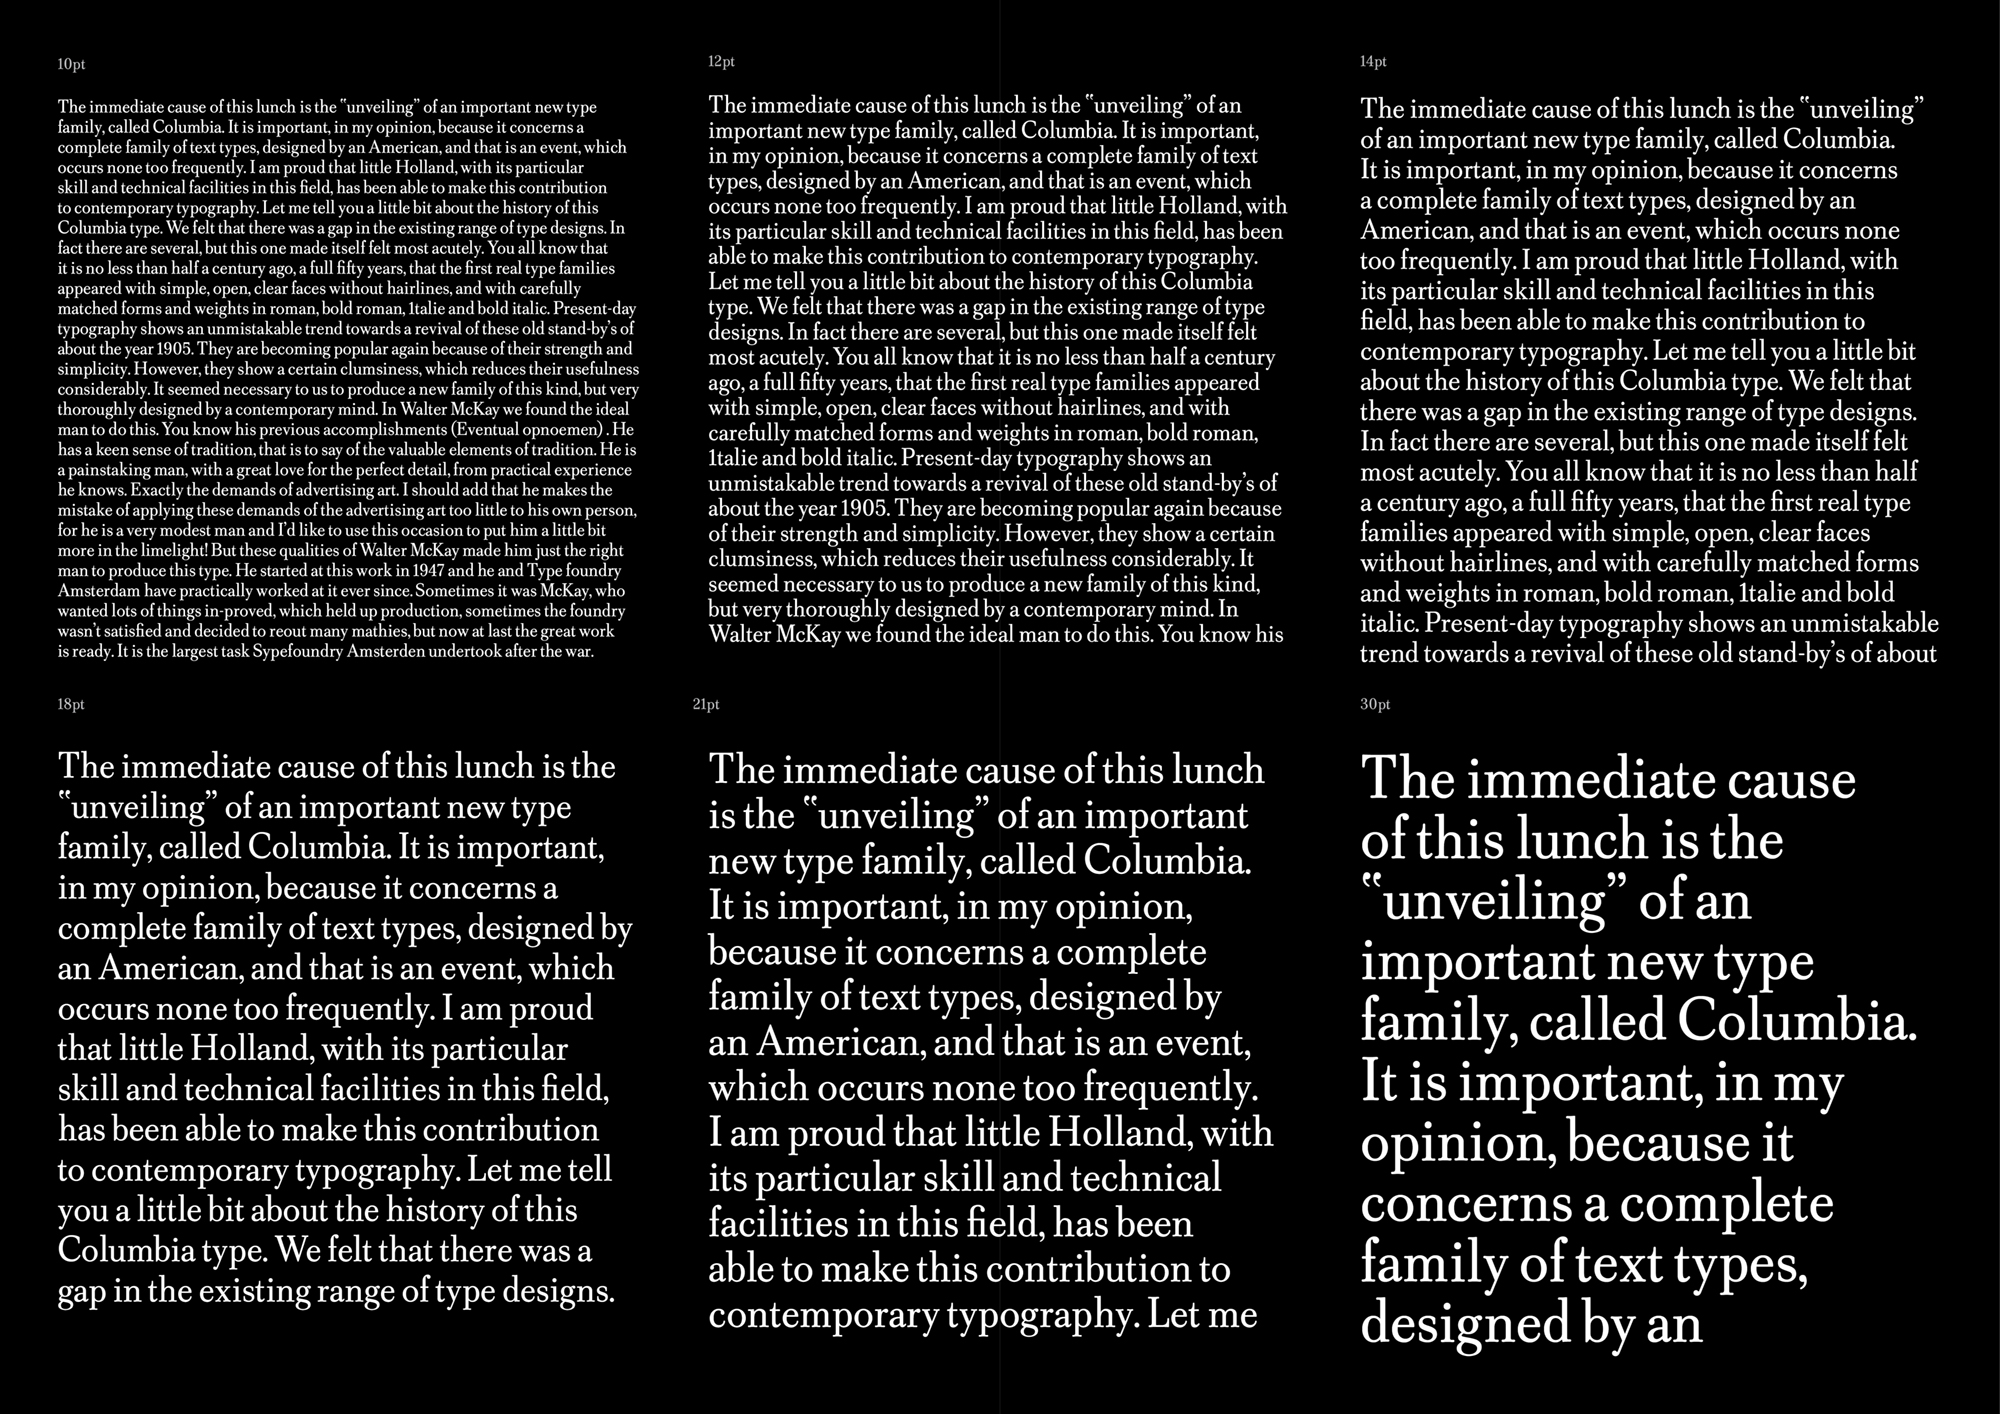 10pt
The immediate cause of this lunch is the “unveiling” of an important new type
family, called Columbia. It is important, in my opinion, because it concerns a
complete family of text types, designed by an American, and that is an event, which
occurs none too frequently. I am proud that little Holland, with its particular
skill and technical facilities in this field, has been able to make this contribution
to contemporary typography. Let me tell you a little bit about the history of this
Columbia type. We felt that there was a gap in the existing range of type designs. In
fact there are several, but this one made itself felt most acutely. You all know that
it is no less than half a century ago, a full fifty years, that the first real type families
appeared with simple, open, clear faces without hairlines, and with carefully
matched forms and weights in roman, bold roman, 1talie and bold italic. Present-day
typography shows an unmistakable trend towards a revival of these old stand-by’s of
about the year 1905. They are becoming popular again because of their strength and
simplicity. However, they show a certain clumsiness, which reduces their usefulness
considerably. It seemed necessary to us to produce a new family of this kind, but very
thoroughly designed by a contemporary mind. In Walter McKay we found the ideal
man to do this. You know his previous accomplishments (Eventual opnoemen) . He
has a keen sense of tradition, that is to say of the valuable elements of tradition. He is
a painstaking man, with a great love for the perfect detail, from practical experience
he knows. Exactly the demands of advertising art. I should add that he makes the
mistake of applying these demands of the advertising art too little to his own person,
for he is a very modest man and I’d like to use this occasion to put him a little bit
more in the limelight! But these qualities of Walter McKay made him just the right
man to produce this type. He started at this work in 1947 and he and Type foundry
Amsterdam have practically worked at it ever since. Sometimes it was McKay, who
wanted lots of things in-proved, which held up production, sometimes the foundry
wasn’t satisfied and decided to reout many mathies, but now at last the great work
is ready. It is the largest task Sypefoundry Amsterden undertook after the war.
12pt
The immediate cause of this lunch is the “unveiling” of an
important new type family, called Columbia. It is important,
in my opinion, because it concerns a complete family of text
types, designed by an American, and that is an event, which
occurs none too frequently. I am proud that little Holland, with
its particular skill and technical facilities in this field, has been
able to make this contribution to contemporary typography.
Let me tell you a little bit about the history of this Columbia
type. We felt that there was a gap in the existing range of type
designs. In fact there are several, but this one made itself felt
most acutely. You all know that it is no less than half a century
ago, a full fifty years, that the first real type families appeared
with simple, open, clear faces without hairlines, and with
carefully matched forms and weights in roman, bold roman,
1talie and bold italic. Present-day typography shows an
unmistakable trend towards a revival of these old stand-by’s of
about the year 1905. They are becoming popular again because
of their strength and simplicity. However, they show a certain
clumsiness, which reduces their usefulness considerably. It
seemed necessary to us to produce a new family of this kind,
but very thoroughly designed by a contemporary mind. In
Walter McKay we found the ideal man to do this. You know his
14pt
The immediate cause of this lunch is the “unveiling”
of an important new type family, called Columbia.
It is important, in my opinion, because it concerns
a complete family of text types, designed by an
American, and that is an event, which occurs none
too frequently. I am proud that little Holland, with
its particular skill and technical facilities in this
field, has been able to make this contribution to
contemporary typography. Let me tell you a little bit
about the history of this Columbia type. We felt that
there was a gap in the existing range of type designs.
In fact there are several, but this one made itself felt
most acutely. You all know that it is no less than half
a century ago, a full fifty years, that the first real type
families appeared with simple, open, clear faces
without hairlines, and with carefully matched forms
and weights in roman, bold roman, 1talie and bold
italic. Present-day typography shows an unmistakable
trend towards a revival of these old stand-by’s of about
18pt
The immediate cause of this lunch is the
“unveiling” of an important new type
family, called Columbia. It is important,
in my opinion, because it concerns a
complete family of text types, designed by
an American, and that is an event, which
occurs none too frequently. I am proud
that little Holland, with its particular
skill and technical facilities in this field,
has been able to make this contribution
to contemporary typography. Let me tell
you a little bit about the history of this
Columbia type. We felt that there was a
gap in the existing range of type designs.
21pt
The immediate cause of this lunch
is the “unveiling” of an important
new type family, called Columbia.
It is important, in my opinion,
because it concerns a complete
family of text types, designed by
an American, and that is an event,
which occurs none too frequently.
I am proud that little Holland, with
its particular skill and technical
facilities in this field, has been
able to make this contribution to
contemporary typography. Let me
30pt
The immediate cause
of this lunch is the
“unveiling” of an
important new type
family, called Columbia.
It is important, in my
opinion, because it
concerns a complete
family of text types,
designed by an